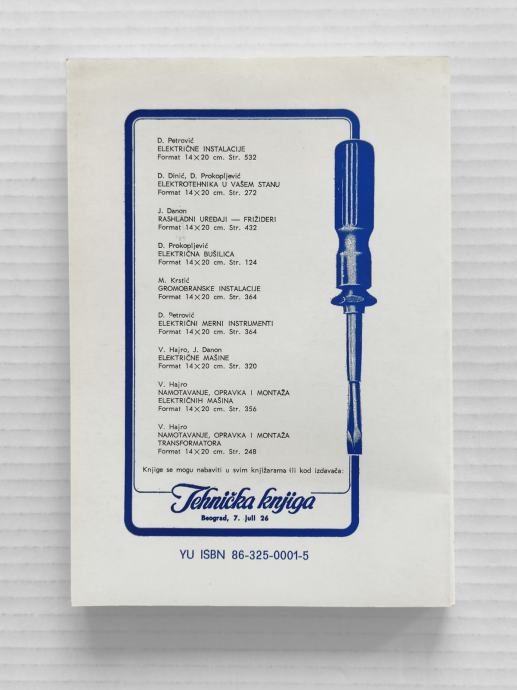 D. Petrović
ELEKTRIČNE INSTALACIJE
Format 14×20 cm. Str. 532
D. Dinić, D. Prokopljević
ELEKTROTEHNIKA U VAŠEM STANU
Format 14×20 cm. Str. 272
J. Danon
RASHLADNI UREĐAJI — FRIŽIDERI
Format 14×20 cm. Str. 432
D. Prokopljević
ELEKTRIČNA BUŠILICA
Format 14×20 cm. Str. 124
M. Krstić
GROMOBRANSKE INSTALACIJE
Format 14×20 cm. Str. 364
D. Petrović
ELEKTRIČNI MERNI INSTRUMENTI
Format 14×20 cm. Str. 364
V. Hajro, J. Danon
ELEKTRIČNE MAŠINE
Format 14×20 cm. Str. 320
V. Hajro
NAMOTAVANJE, OPRAVKA I MONTAŽA
ELEKTRIČNIH MAŠINA
Format 14×20 cm. Str. 356
V. Hajro
NAMOTAVANJE, OPRAVKA I MONTAŽA
TRANSFORMATORA
Format 14×20 cm. Str. 248
Knjige se mogu nabaviti u svim knjižarama ili kod izdavača:
Tehnička knjiga
Beograd, 7. jull 26
YU ISBN 86-325-0001-5